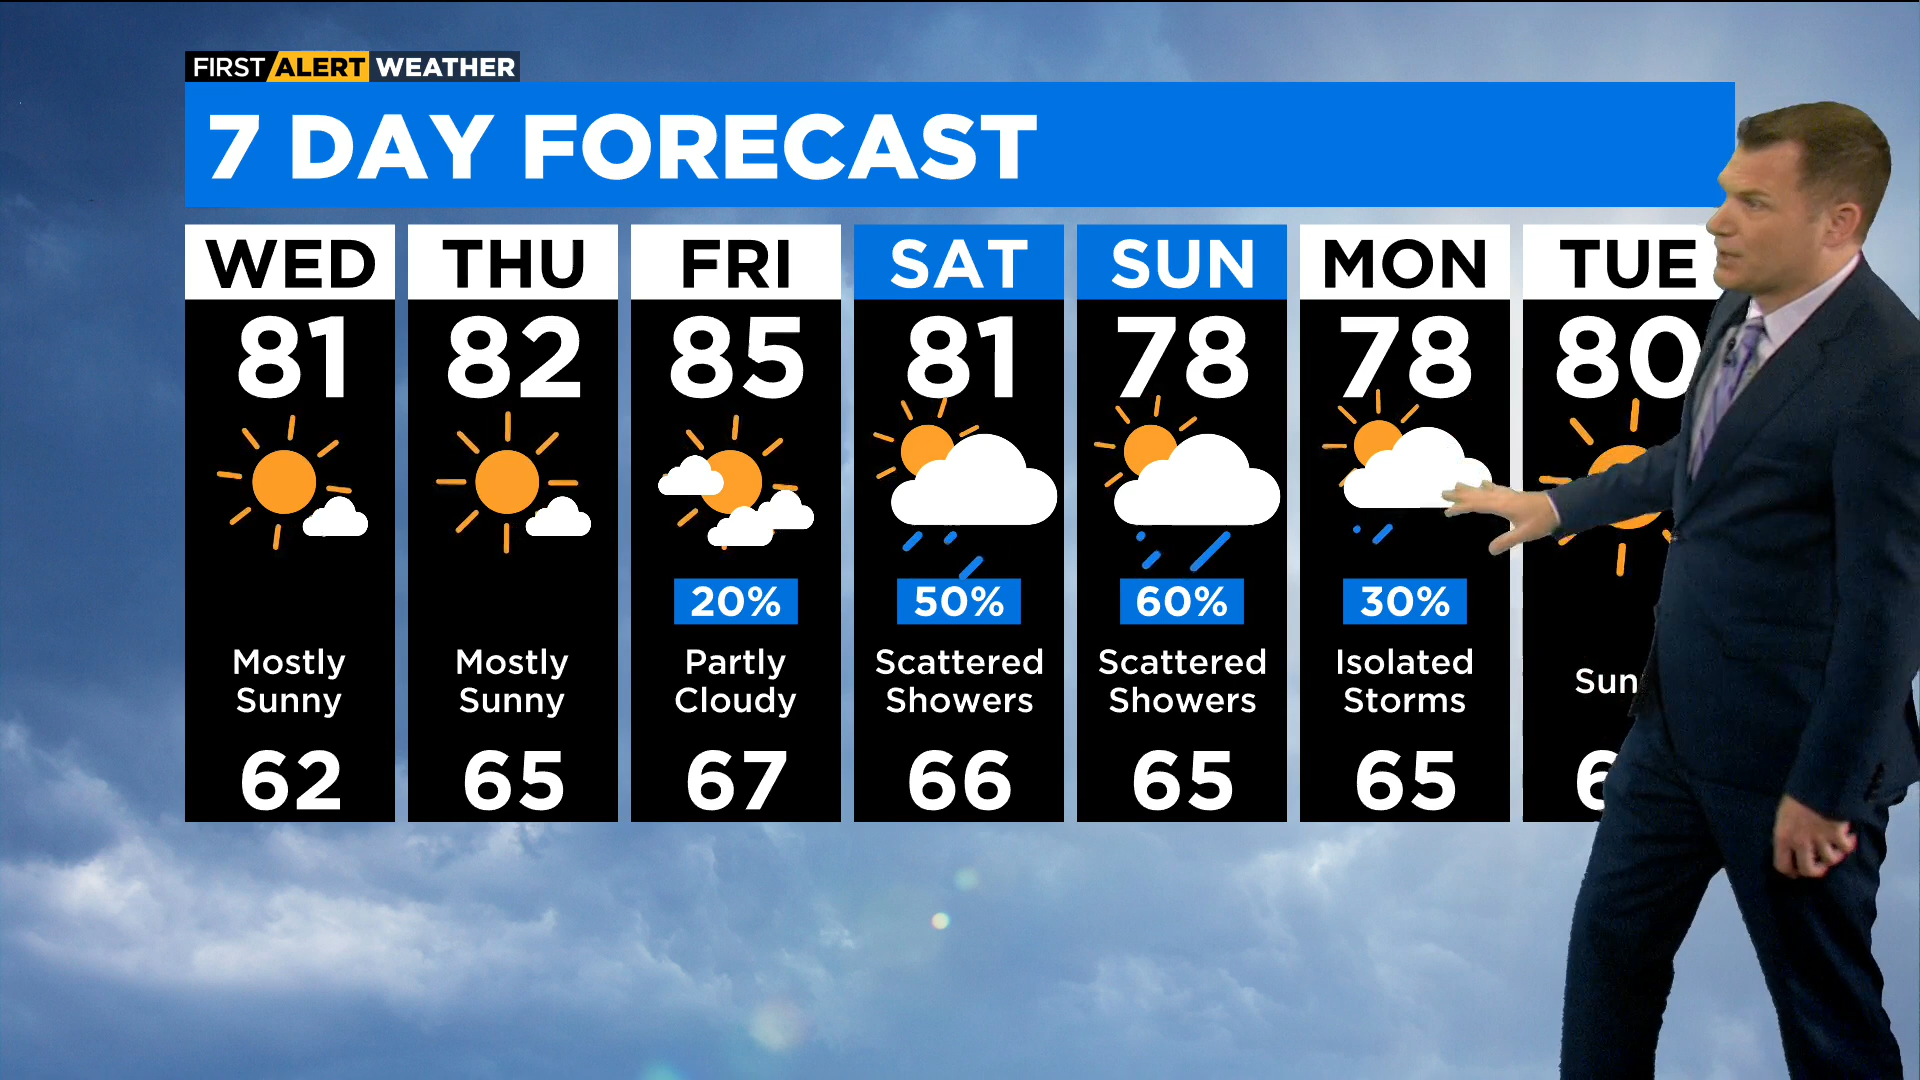 FIRST ALERT WEATHER
7 DAY FORECAST
WED THU FRI SAT SUN MON TUE
81 82 85 81 78 78 80
20% 50% 60% 30%
Mostly Sunny
Mostly Sunny
Partly Cloudy
Scattered Showers
Scattered Showers
Isolated Storms
62 65 67 66 65 65